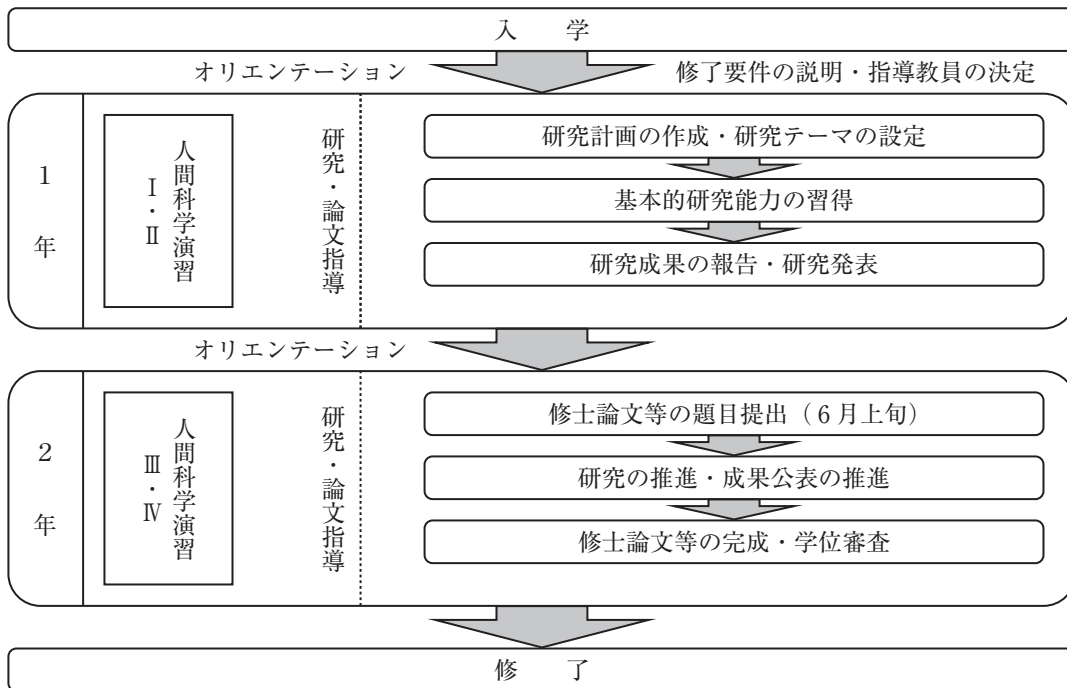 入　学
オリエンテーション
修了要件の説明・指導教員の決定
1年
人間科学演習
Ⅰ・Ⅱ
研究・論文指導
研究計画の作成・研究テーマの設定
基本的研究能力の習得
研究成果の報告・研究発表
オリエンテーション
2年
人間科学演習
Ⅲ・Ⅳ
研究・論文指導
修士論文等の題目提出（6月上旬）
研究の推進・成果公表の推進
修士論文等の完成・学位審査
修　了